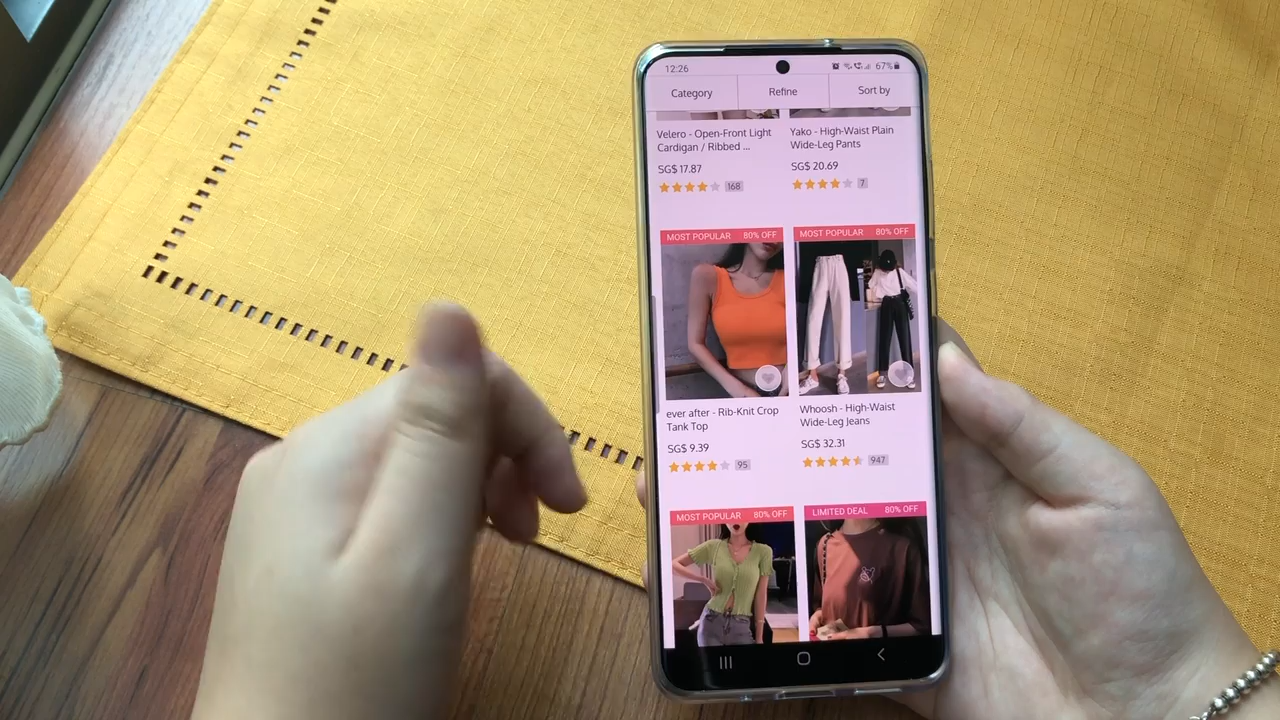 12:26
67%
Category
Refine
Sort by
Velero - Open-Front Light
Cardigan / Ribbed ...
SG$ 17.87
168
Yako - High-Waist Plain
Wide-Leg Pants
SG$ 20.69
7
MOST POPULAR 80% OFF
ever after - Rib-Knit Crop
Tank Top
SG$ 9.39
95
MOST POPULAR 80% OFF
Whoosh - High-Waist
Wide-Leg Jeans
SG$ 32.31
947
MOST POPULAR 80% OFF
LIMITED DEAL 80% OFF